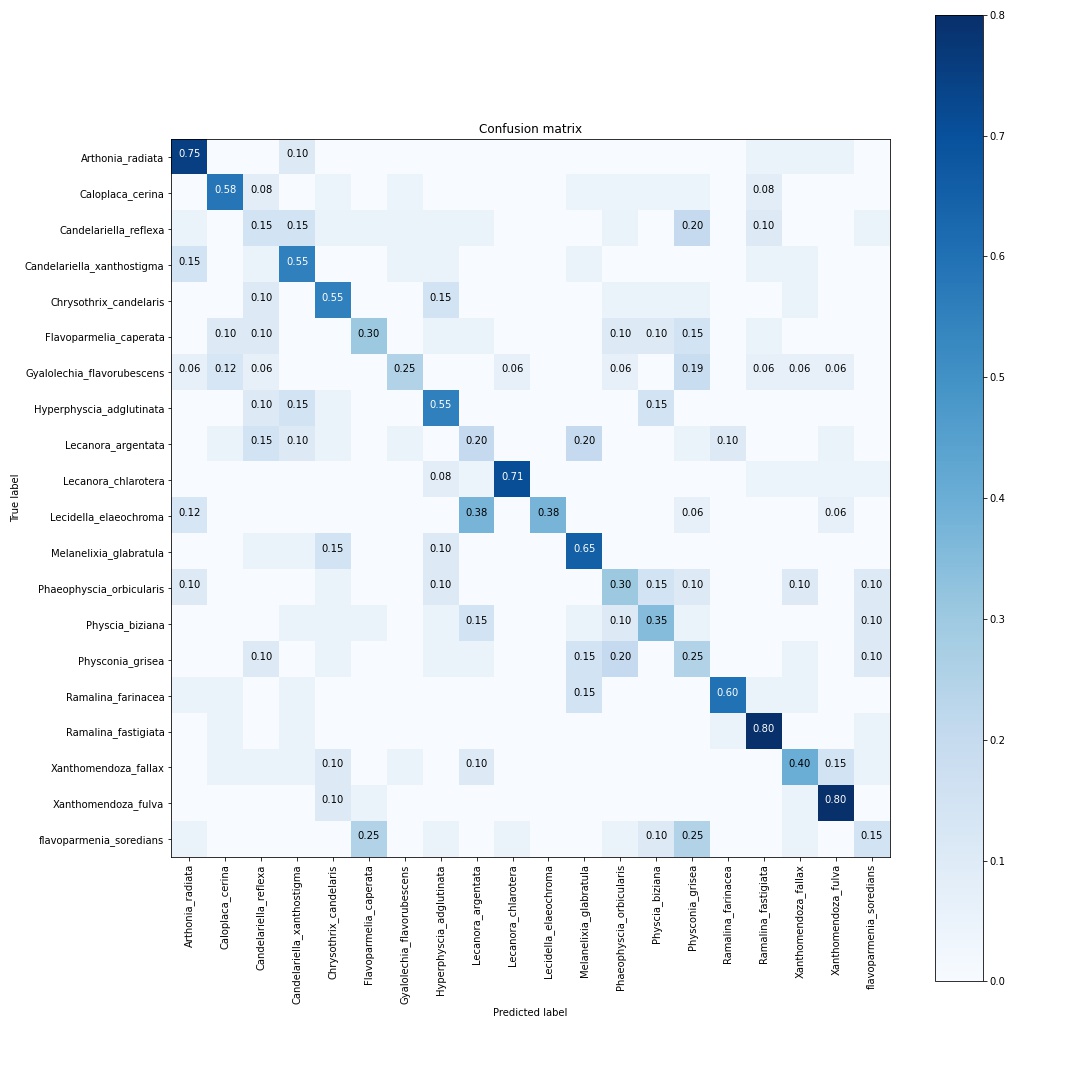 Confusion matrix
True label
Arthonia_radiata 0.75 0.10
Caloplaca_cerina 0.58 0.08 0.08
Candelariella_reflexa 0.15 0.15 0.20 0.10
Candelariella_xanthostigma 0.15 0.55
Chrysothrix_candelaris 0.10 0.55 0.15
Flavoparmelia_caperata 0.10 0.10 0.30 0.10 0.10 0.15
Gyalolechia_flavorubescens 0.06 0.12 0.06 0.25 0.06 0.06 0.19 0.06 0.06 0.06
Hyperphyscia_adglutinata 0.10 0.15 0.55 0.15
Lecanora_argentata 0.15 0.10 0.20 0.20 0.10
Lecanora_chlarotera 0.08 0.71
Lecidella_elaeochroma 0.12 0.38 0.38 0.06 0.06
Melanelixia_glabratula 0.15 0.10 0.65
Phaeophyscia_orbicularis 0.10 0.10 0.30 0.15 0.10 0.10 0.10
Physcia_biziana 0.15 0.10 0.35 0.10
Physconia_grisea 0.10 0.15 0.20 0.25 0.10
Ramalina_farinacea 0.15 0.60
Ramalina_fastigiata 0.80
Xanthomendoza_fallax 0.10 0.10 0.40 0.15
Xanthomendoza_fulva 0.10 0.80
flavoparmenia_soredians 0.25 0.10 0.25 0.15
Arthonia_radiata
Caloplaca_cerina
Candelariella_reflexa
Candelariella_xanthostigma
Chrysothrix_candelaris
Flavoparmelia_caperata
Gyalolechia_flavorubescens
Hyperphyscia_adglutinata
Lecanora_argentata
Lecanora_chlarotera
Lecidella_elaeochroma
Melanelixia_glabratula
Phaeophyscia_orbicularis
Physcia_biziana
Physconia_grisea
Ramalina_farinacea
Ramalina_fastigiata
Xanthomendoza_fallax
Xanthomendoza_fulva
flavoparmenia_soredians
Predicted label
0.8
0.7
0.6
0.5
0.4
0.3
0.2
0.1
0.0